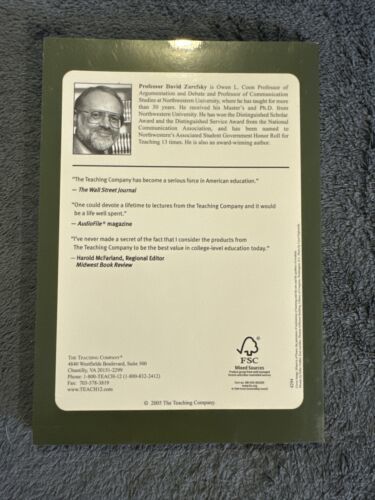 Professor David Zarefsky is Owen L. Coon Professor of
Argumentation and Debate and Professor of Communication
Studies at Northwestern University, where he has taught for more
than 30 years. He received his Master's and Ph.D. from
Northwestern University. He has won the Distinguished Scholar
Award and the Distinguished Service Award from the National
Communication Association, and has been named to
Northwestern's Associated Student Government Honor Roll for
Teaching 13 times. He is also an award-winning author.
"The Teaching Company has become a serious force in American education."
— The Wall Street Journal
"One could devote a lifetime to lectures from the Teaching Company and it would
be a life well spent."
— AudioFile® magazine
"I've never made a secret of the fact that I consider the products from
The Teaching Company to be the best value in college-level education today."
— Harold McFarland, Regional Editor
Midwest Book Review
THE TEACHING COMPANY®
4840 Westfields Boulevard, Suite 500
Chantilly, VA 20151-2299
Phone: 1-800-TEACH-12 (1-800-832-2412)
Fax: 703-378-3819
www.TEACH12.com
FSC
Mixed Sources
© 2005 The Teaching Company.
4294